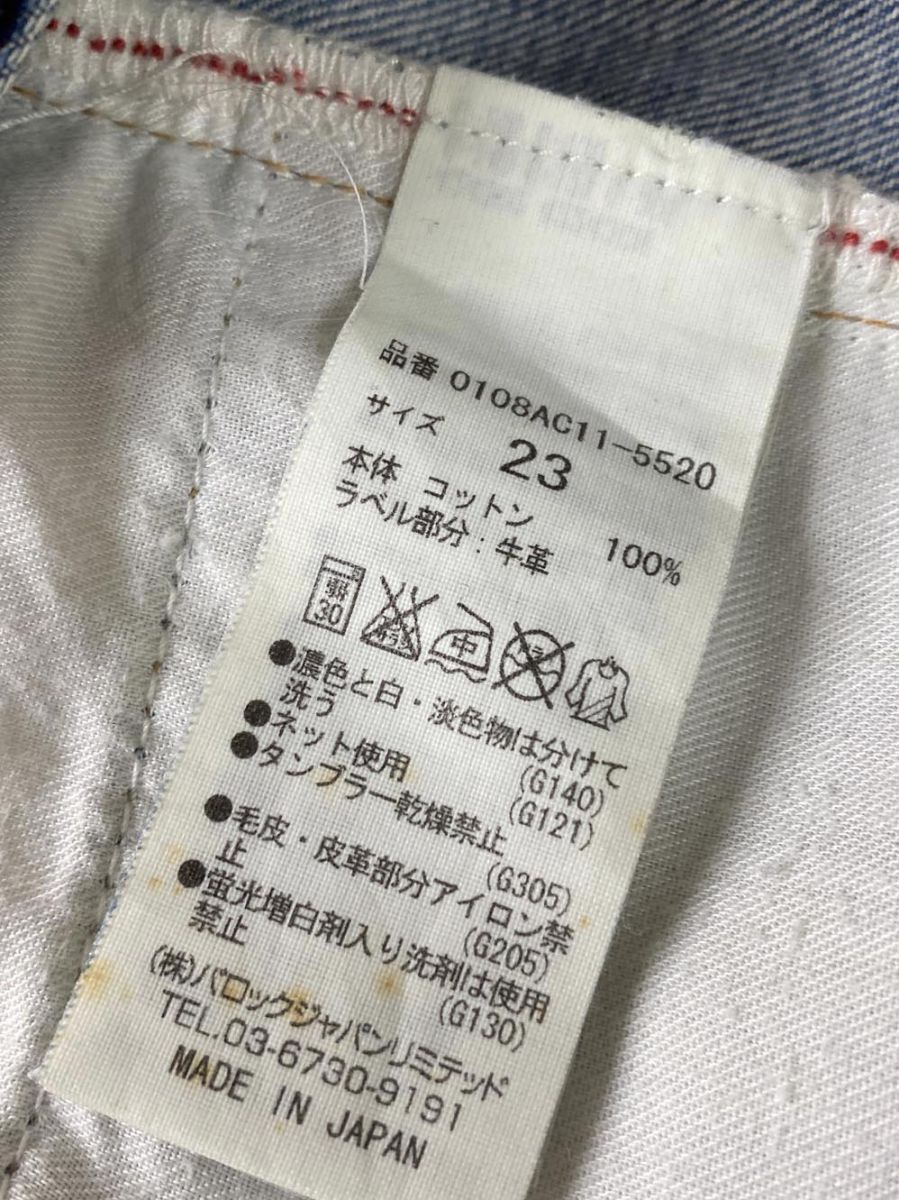 品番 0108AC11-5520
サイズ 23
本体 コットン 100%
ラベル部分：牛革
弱 30 中
●濃色と白・淡色物は分けて
洗う (G140)
●ネット使用 (G121)
●タンブラー乾燥禁止
(G305)
●毛皮・皮革部分アイロン禁
止 (G205)
●蛍光増白剤入り洗剤は使用
禁止 (G130)
(株)バロックジャパンリミテッド
TEL.03-6730-9191
MADE IN JAPAN